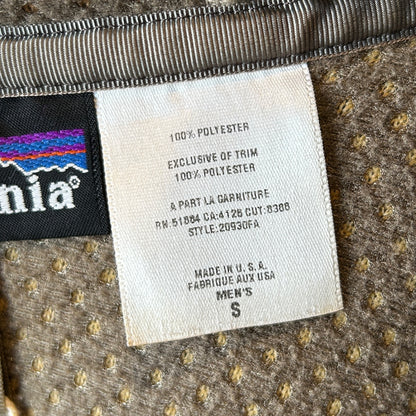 nia®
100% POLYESTER
EXCLUSIVE OF TRIM
100% POLYESTER
A PART LA GARNITURE
RN:51884 CA:4126 CUT:8386
STYLE:20930FA
MADE IN U.S.A.
FABRIQUE AUX USA
MEN'S
S